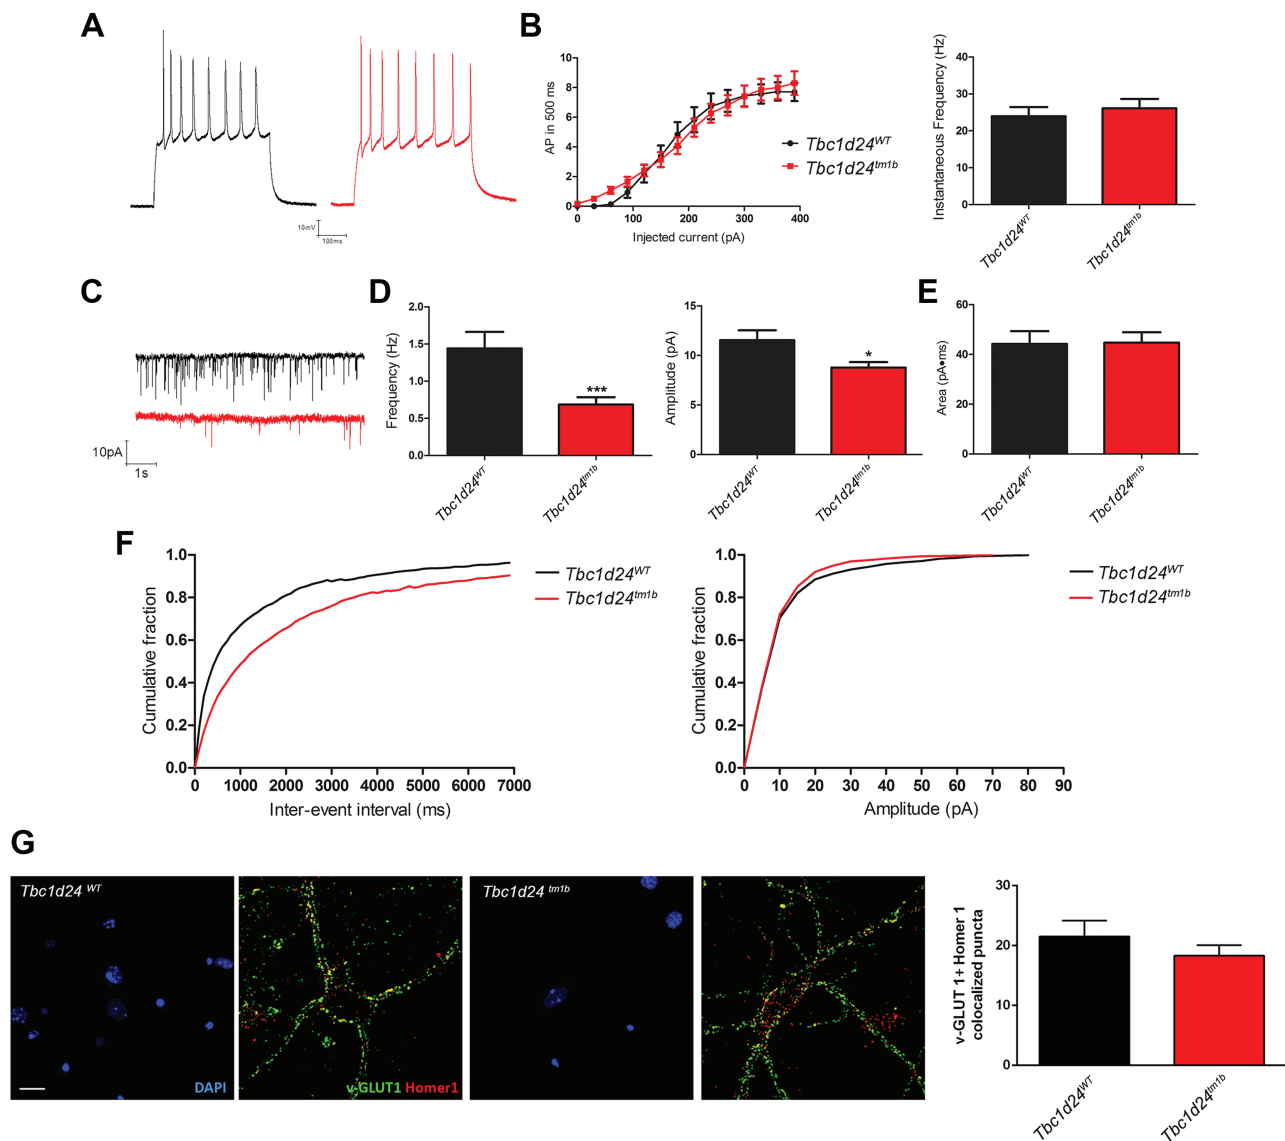 A
10mV
100ms
B
AP in 500 ms
10
8
6
4
2
0
0 100 200 300 400
Injected current (pA)
Tbc1d24WT
Tbc1d24tm1b
Instantaneous Frequency (Hz)
40
30
20
10
0
Tbc1d24WT
Tbc1d24tm1b
C
10pA
1s
D
Frequency (Hz)
2.0
1.5
1.0
0.5
0.0
***
Tbc1d24WT
Tbc1d24tm1b
Amplitude (pA)
15
10
5
0
*
Tbc1d24WT
Tbc1d24tm1b
E
Area (pA•ms)
60
40
20
0
Tbc1d24WT
Tbc1d24tm1b
F
Cumulative fraction
1.0
0.8
0.6
0.4
0.2
0.0
0 1000 2000 3000 4000 5000 6000 7000
Inter-event interval (ms)
Tbc1d24WT
Tbc1d24tm1b
Cumulative fraction
1.0
0.8
0.6
0.4
0.2
0.0
0 10 20 30 40 50 60 70 80 90
Amplitude (pA)
Tbc1d24WT
Tbc1d24tm1b
G
Tbc1d24 WT
DAPI
v-GLUT1 Homer1
Tbc1d24 tm1b
v-GLUT 1+ Homer 1
colocalized puncta
30
20
10
0
Tbc1d24WT
Tbc1d24tm1b